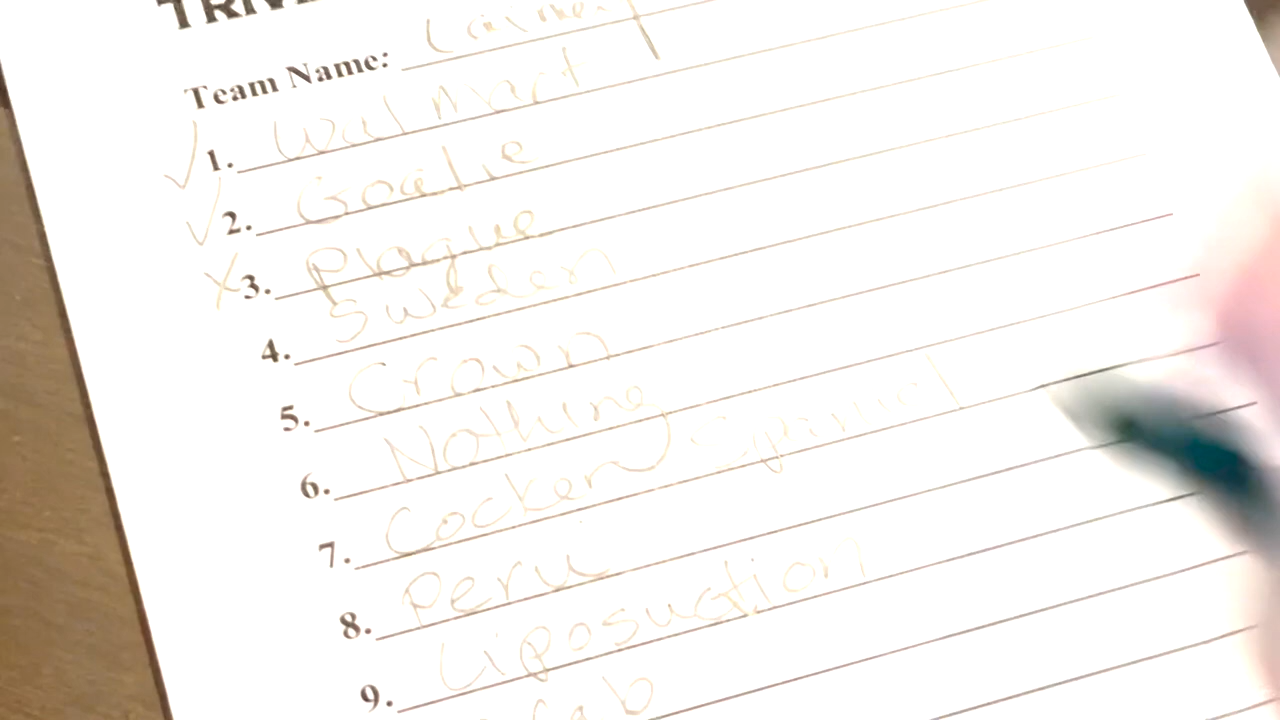 Team Name:
✓ 1. Walmart
✓ 2. Goalie
X 3. Plague
4. Sweden
5. Crown
6. Nothing
7. Cocker Spaniel
8. Peru
9. Liposuction